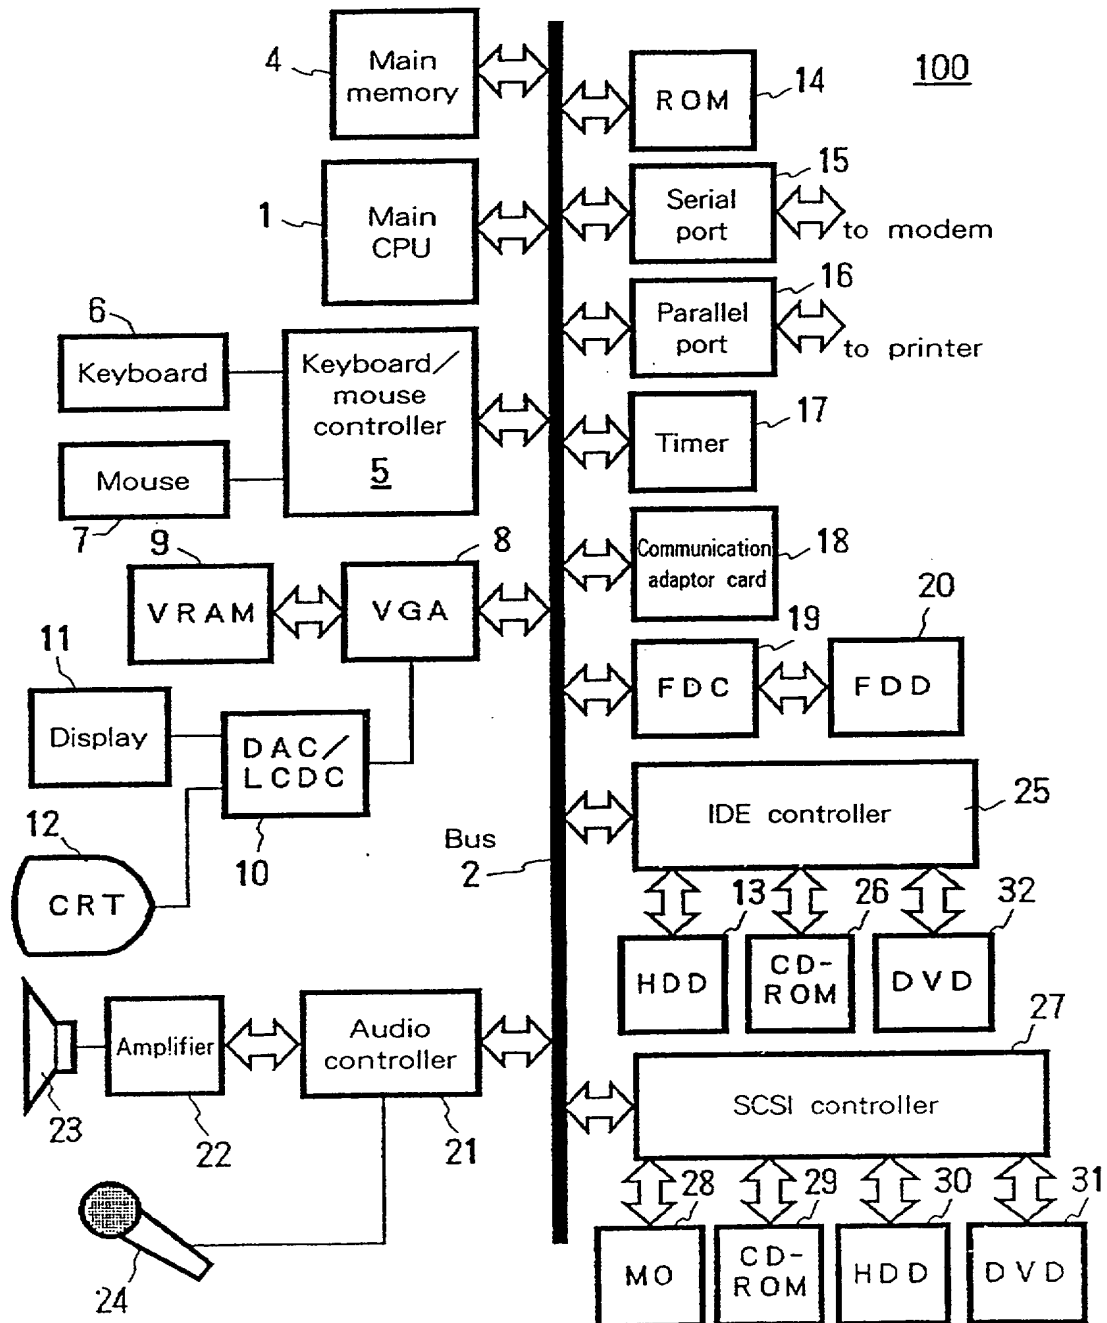 100
4
Main
memory
ROM
14
1
Main
CPU
Serial
port
15
to modem
Parallel
port
16
to printer
6
Keyboard
Keyboard/
mouse
controller
5
Mouse
7
Timer
17
Communication
adaptor card
18
9
VRAM
8
VGA
19
FDC
20
FDD
11
Display
DAC/
LCDC
10
12
CRT
Bus
2
IDE controller
25
13
HDD
26
CD-
ROM
32
DVD
23
Amplifier
22
Audio
controller
21
24
27
SCSI controller
28
MO
29
CD-
ROM
30
HDD
31
DVD